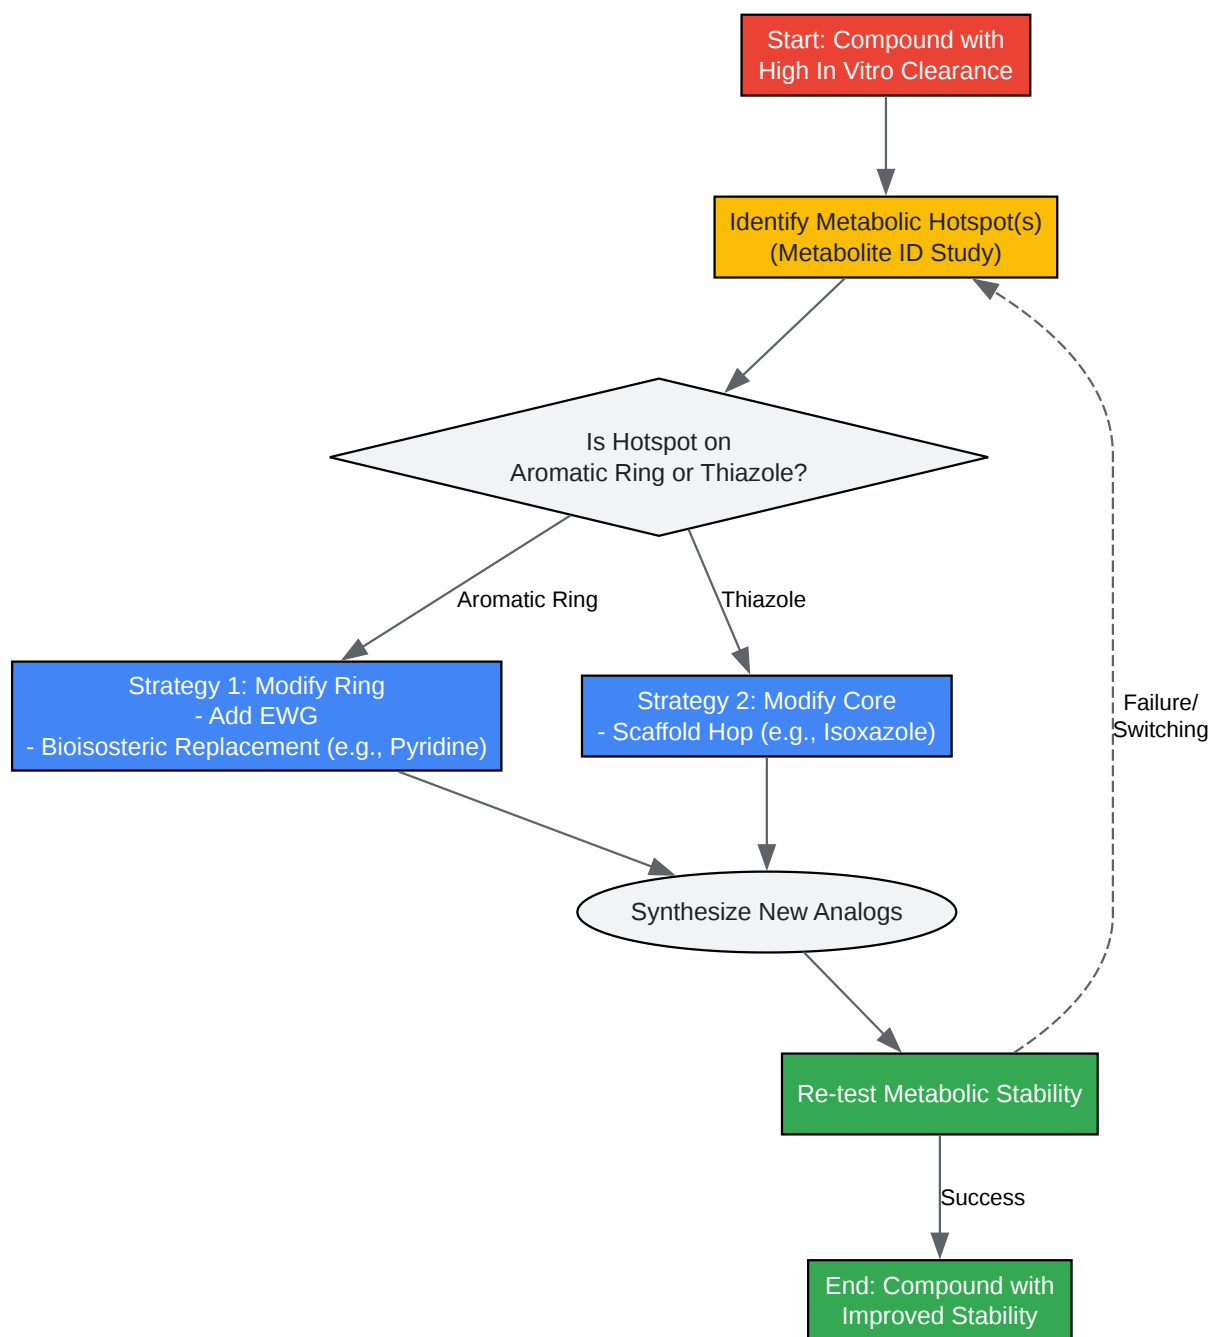 Start: Compound with
High In Vitro Clearance
Identify Metabolic Hotspot(s)
(Metabolite ID Study)
Is Hotspot on
Aromatic Ring or Thiazole?
Aromatic Ring
Thiazole
Strategy 1: Modify Ring
- Add EWG
- Bioisosteric Replacement (e.g., Pyridine)
Strategy 2: Modify Core
- Scaffold Hop (e.g., Isoxazole)
Failure/
Switching
Synthesize New Analogs
Re-test Metabolic Stability
Success
End: Compound with
Improved Stability